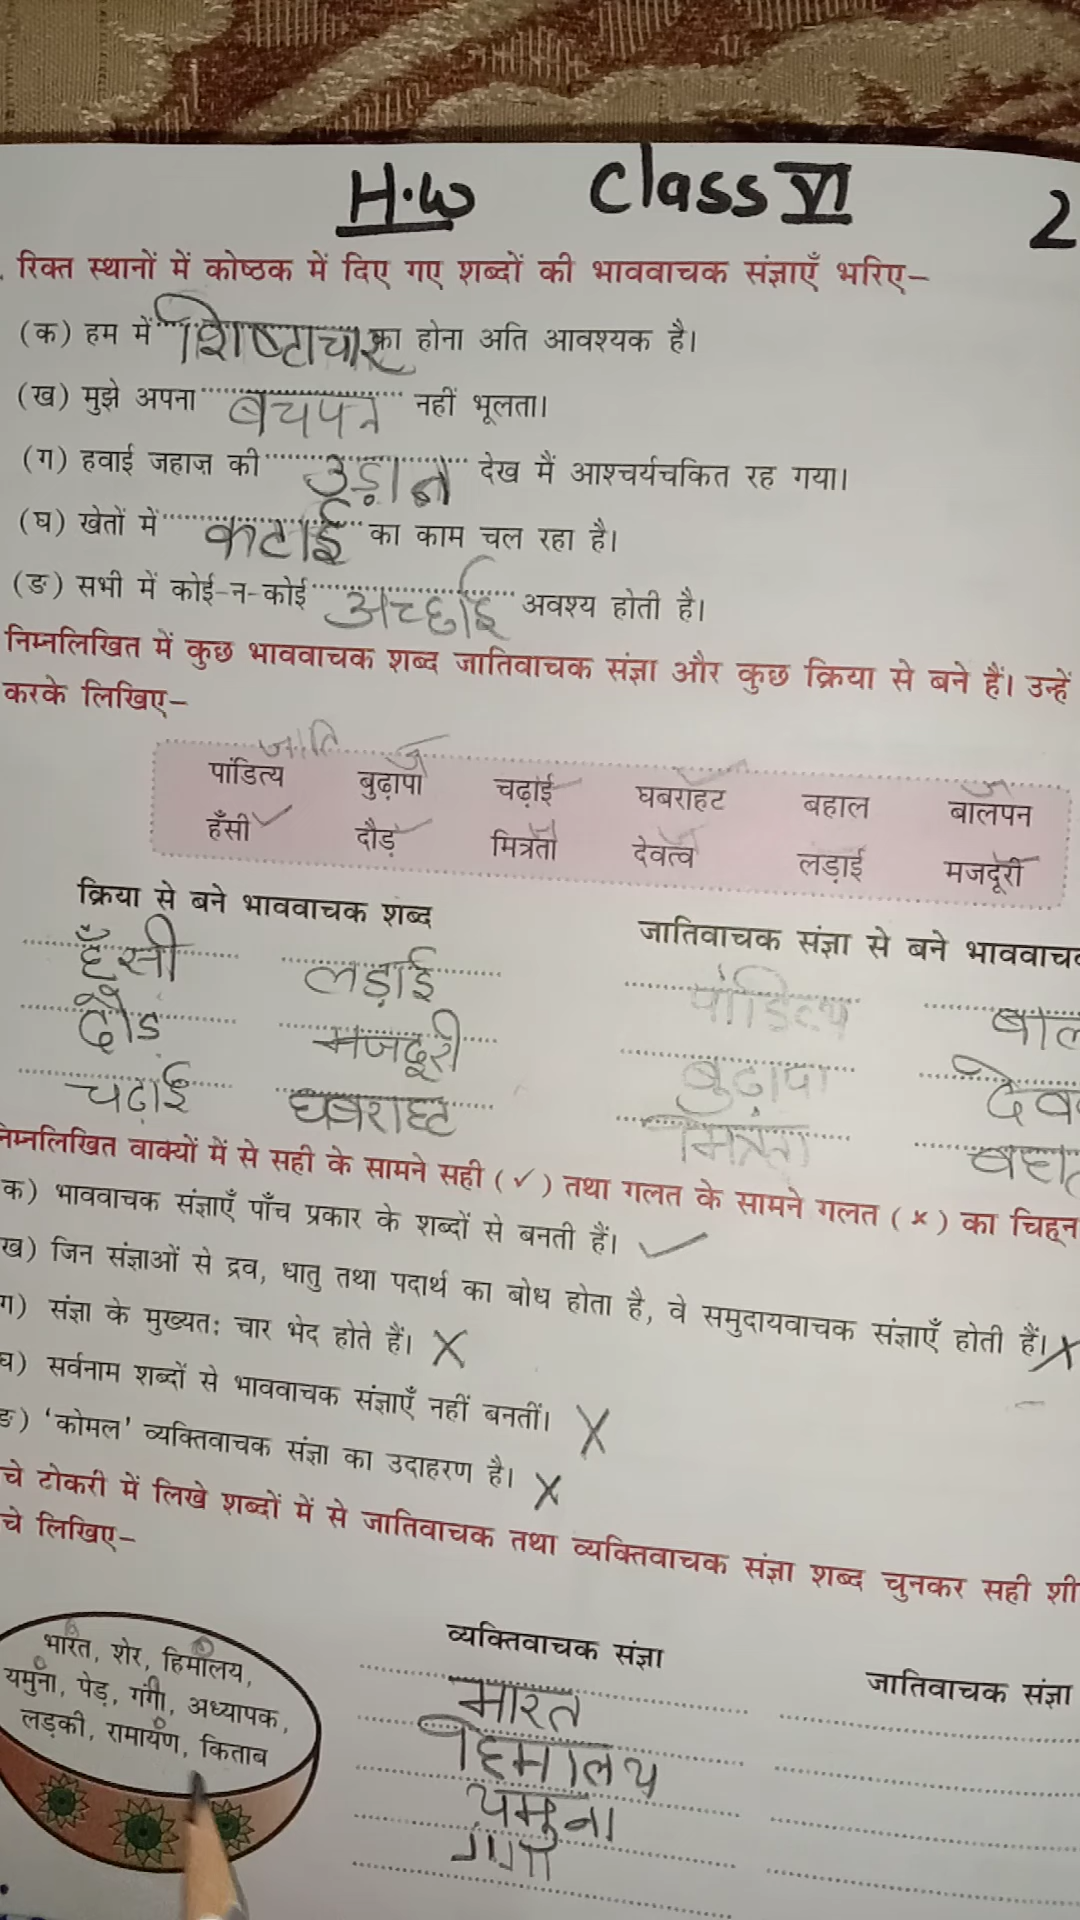 H.W Class VI 2
रिक्त स्थानों में कोष्ठक में दिए गए शब्दों की भाववाचक संज्ञाएँ भरिए–
(क) हम में शिष्टाचार का होना अति आवश्यक है।
(ख) मुझे अपना बचपन नहीं भूलता।
(ग) हवाई जहाज़ की उड़ान देख मैं आश्चर्यचकित रह गया।
(घ) खेतों में कटाई का काम चल रहा है।
(ङ) सभी में कोई-न-कोई अच्छाई अवश्य होती है।
निम्नलिखित में कुछ भाववाचक शब्द जातिवाचक संज्ञा और कुछ क्रिया से बने हैं। उन्हें
करके लिखिए–
जाति
पांडित्य बुढ़ापा चढ़ाई घबराहट बहाल बालपन
हँसी दौड़ मित्रता देवत्व लड़ाई मजदूरी
क्रिया से बने भाववाचक शब्द जातिवाचक संज्ञा से बने भाववाच
हँसी लड़ाई पांडित्य बाल
दौड़ मजदूरी बुढापा देव
चढ़ाई घबराहट मित्रता बहा
निम्नलिखित वाक्यों में से सही के सामने सही (✓) तथा गलत के सामने गलत (×) का चिह्न
क) भाववाचक संज्ञाएँ पाँच प्रकार के शब्दों से बनती हैं। ✓
ख) जिन संज्ञाओं से द्रव, धातु तथा पदार्थ का बोध होता है, वे समुदायवाचक संज्ञाएँ होती हैं। ×
ग) संज्ञा के मुख्यतः चार भेद होते हैं। ×
घ) सर्वनाम शब्दों से भाववाचक संज्ञाएँ नहीं बनतीं। ×
ङ) ‘कोमल’ व्यक्तिवाचक संज्ञा का उदाहरण है। ×
चे टोकरी में लिखे शब्दों में से जातिवाचक तथा व्यक्तिवाचक संज्ञा शब्द चुनकर सही शी
चे लिखिए–
व्यक्तिवाचक संज्ञा जातिवाचक संज्ञा
भारत, शेर, हिमालय,
यमुना, पेड़, गंगा, अध्यापक,
लड़की, रामायण, किताब
भारत
हिमालय
यमुना
गंगा